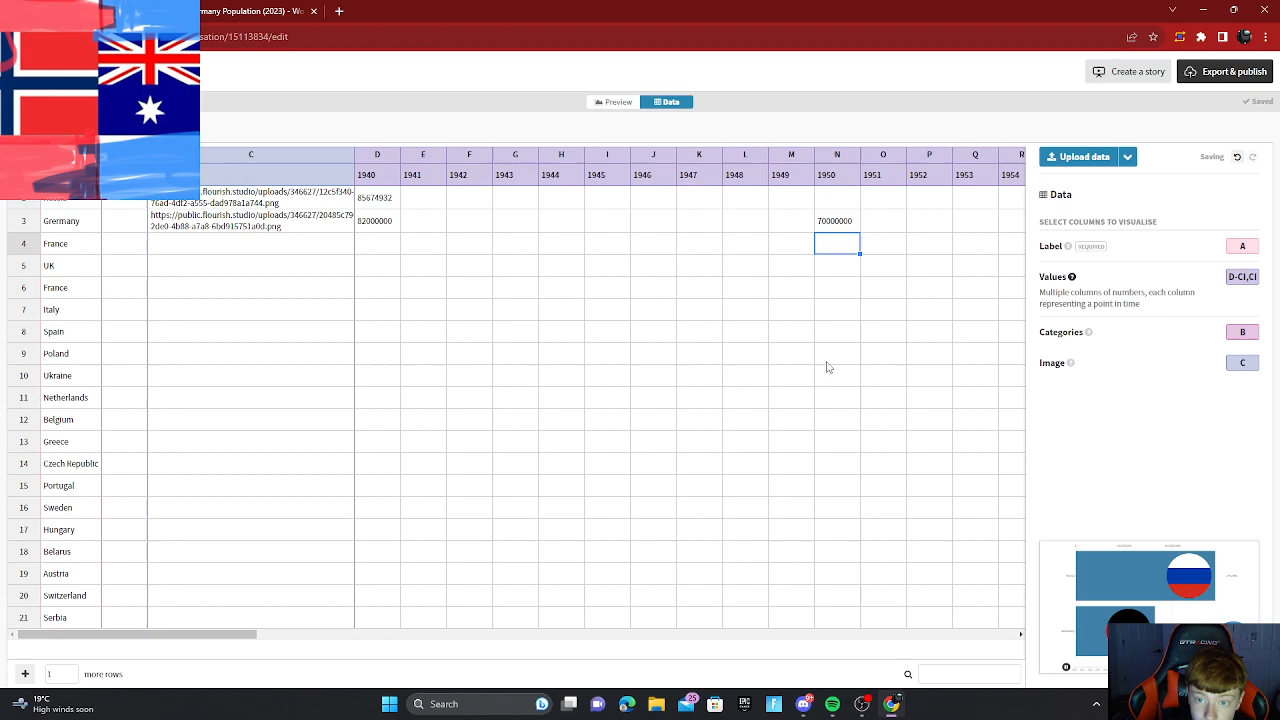 rmany Population (2023) - Wo
sation/15113834/edit
Create a story
Export & publish
Preview
Data
Saved
C D E F G H I J K L M N O P Q R
1940 1941 1942 1943 1944 1945 1946 1947 1948 1949 1950 1951 1952 1953 1954
.flourish.studio/uploads/346627/12c5f340-
76ad-4df2-a555-dad978a1a744.png
85674932
3 Germany https://public.flourish.studio/uploads/346627/20485c79-
2de0-4b88-a7a8-6bd915751a0d.png
82000000 70000000
4 France
5 UK
6 France
7 Italy
8 Spain
9 Poland
10 Ukraine
11 Netherlands
12 Belgium
13 Greece
14 Czech Republic
15 Portugal
16 Sweden
17 Hungary
18 Belarus
19 Austria
20 Switzerland
21 Serbia
1 more rows
Upload data
Saving
Data
SELECT COLUMNS TO VISUALISE
Label REQUIRED A
Values D-CI,CI
Multiple columns of numbers, each column
representing a point in time
Categories B
Image C
GTRACING
19°C
High winds soon
Search
25